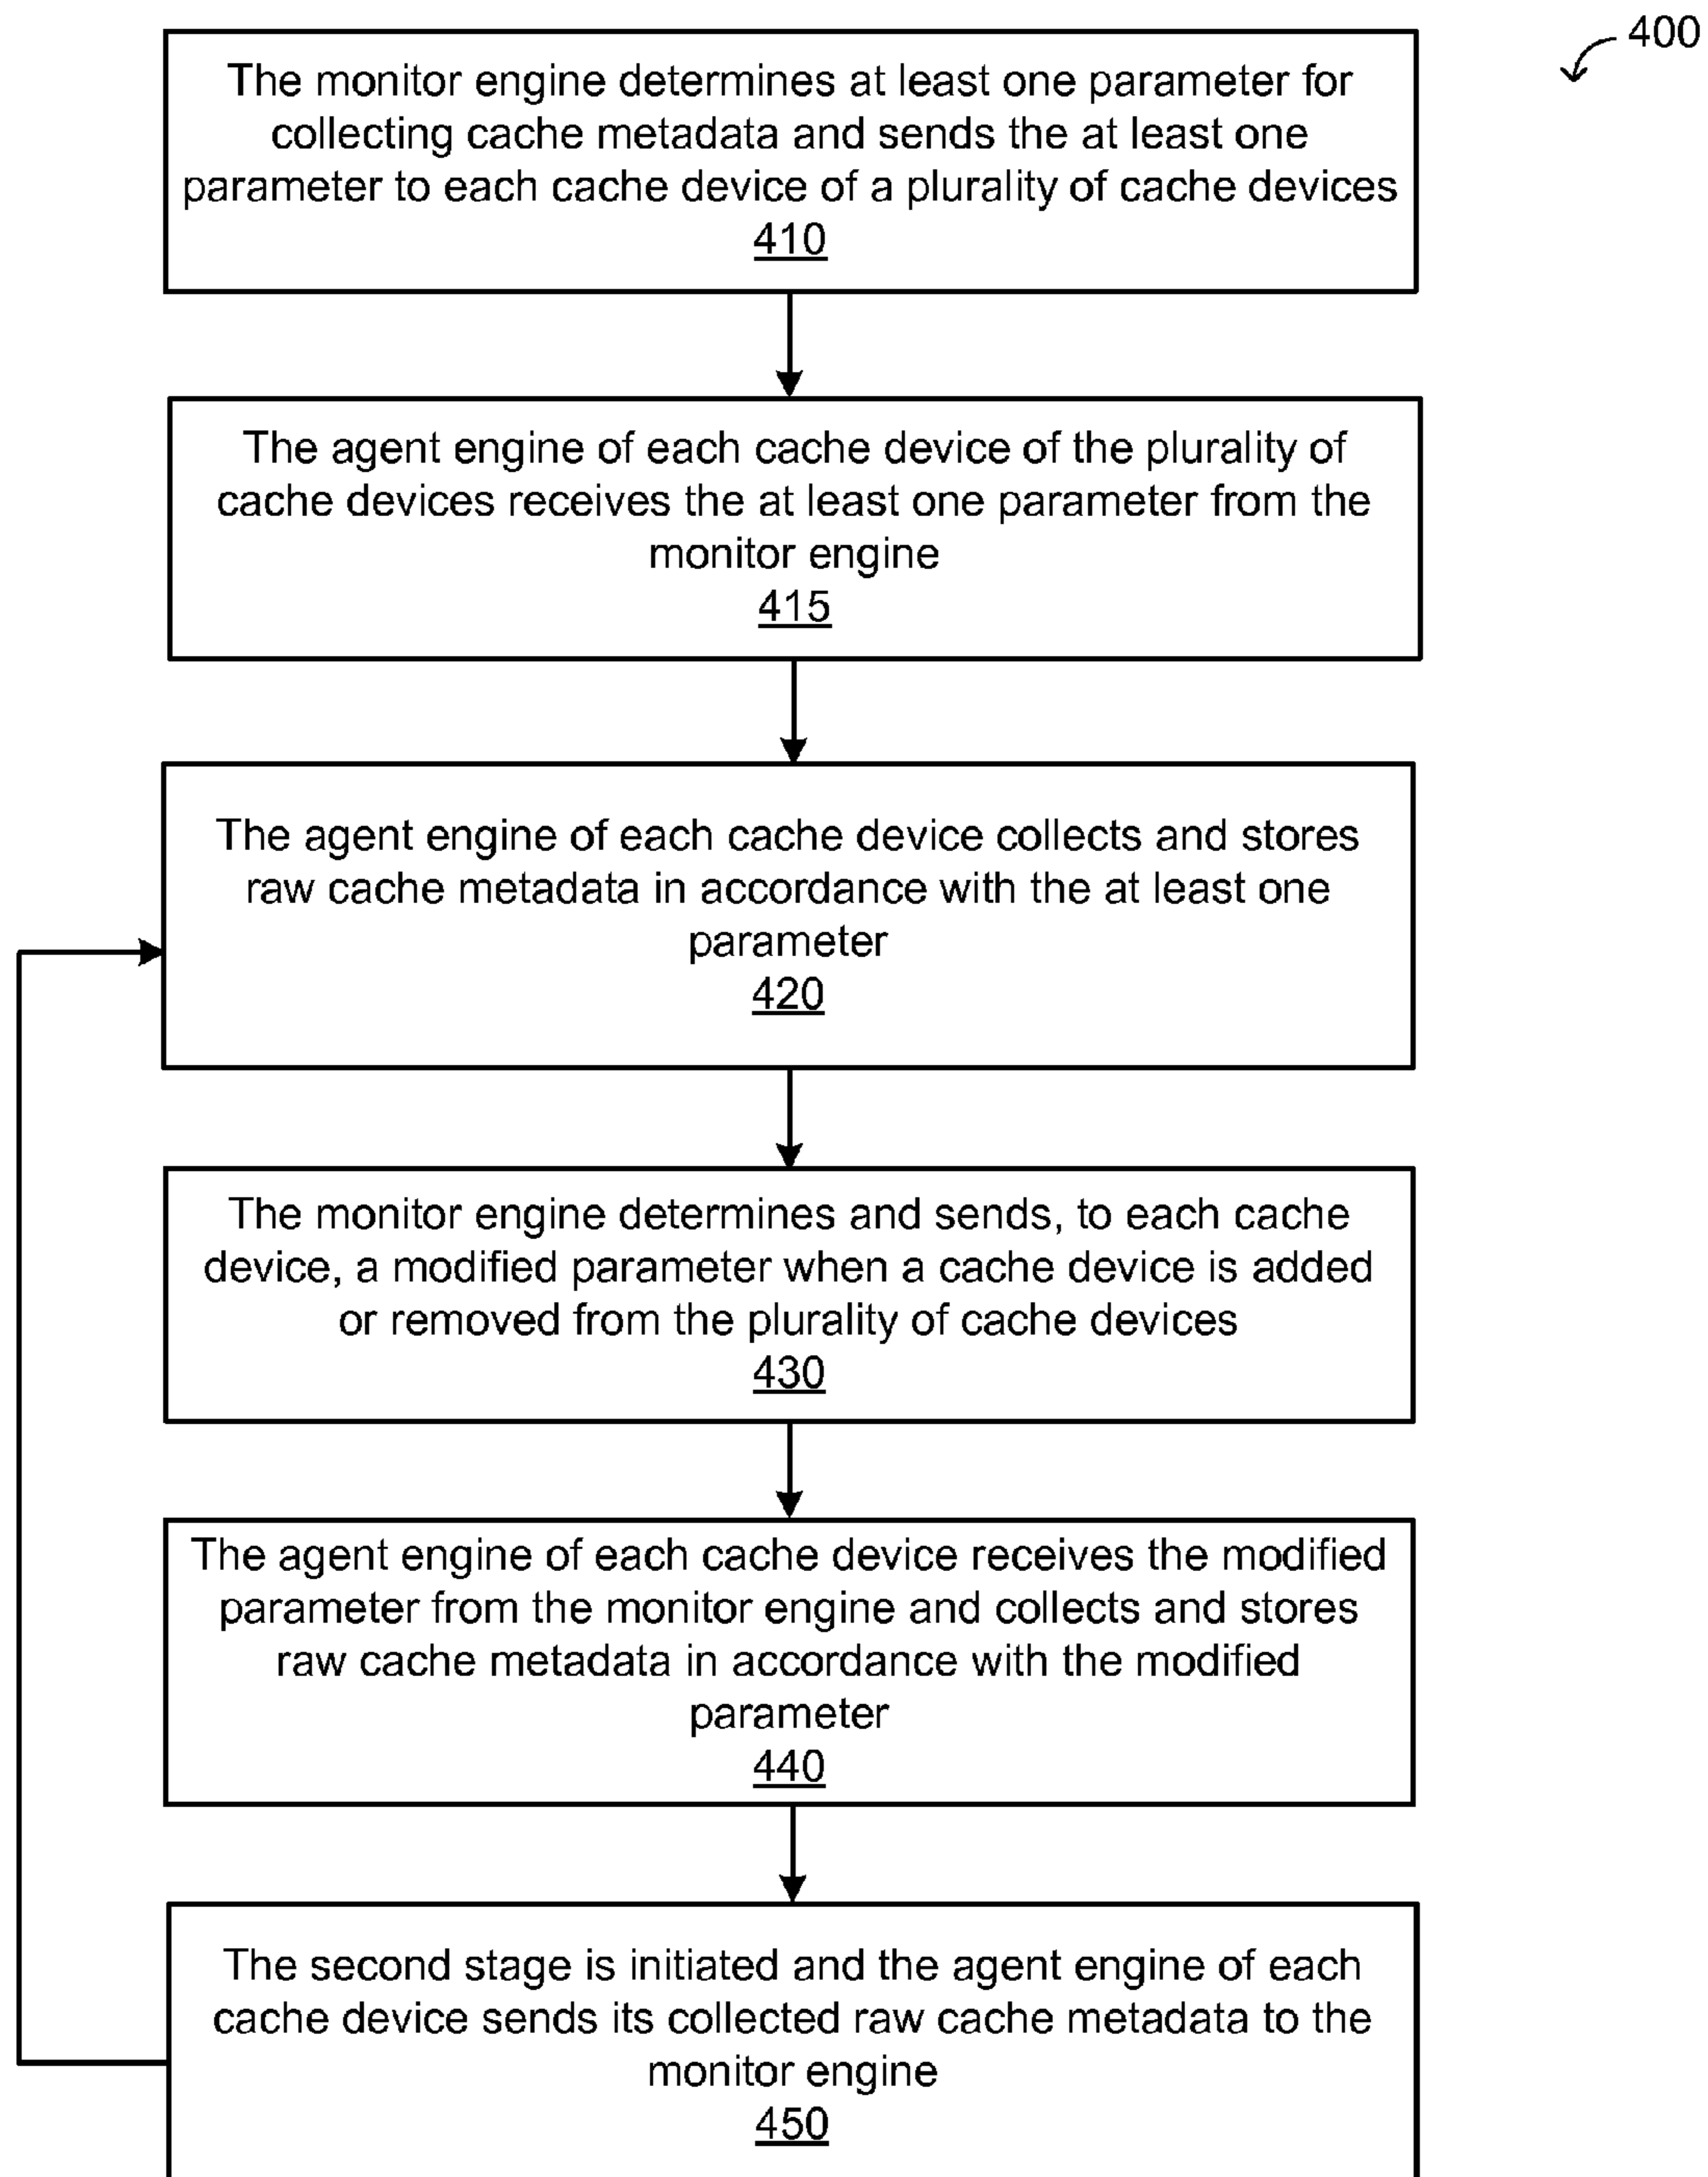 400
The monitor engine determines at least one parameter for
collecting cache metadata and sends the at least one
parameter to each cache device of a plurality of cache devices
410
The agent engine of each cache device of the plurality of
cache devices receives the at least one parameter from the
monitor engine
415
The agent engine of each cache device collects and stores
raw cache metadata in accordance with the at least one
parameter
420
The monitor engine determines and sends, to each cache
device, a modified parameter when a cache device is added
or removed from the plurality of cache devices
430
The agent engine of each cache device receives the modified
parameter from the monitor engine and collects and stores
raw cache metadata in accordance with the modified
parameter
440
The second stage is initiated and the agent engine of each
cache device sends its collected raw cache metadata to the
monitor engine
450